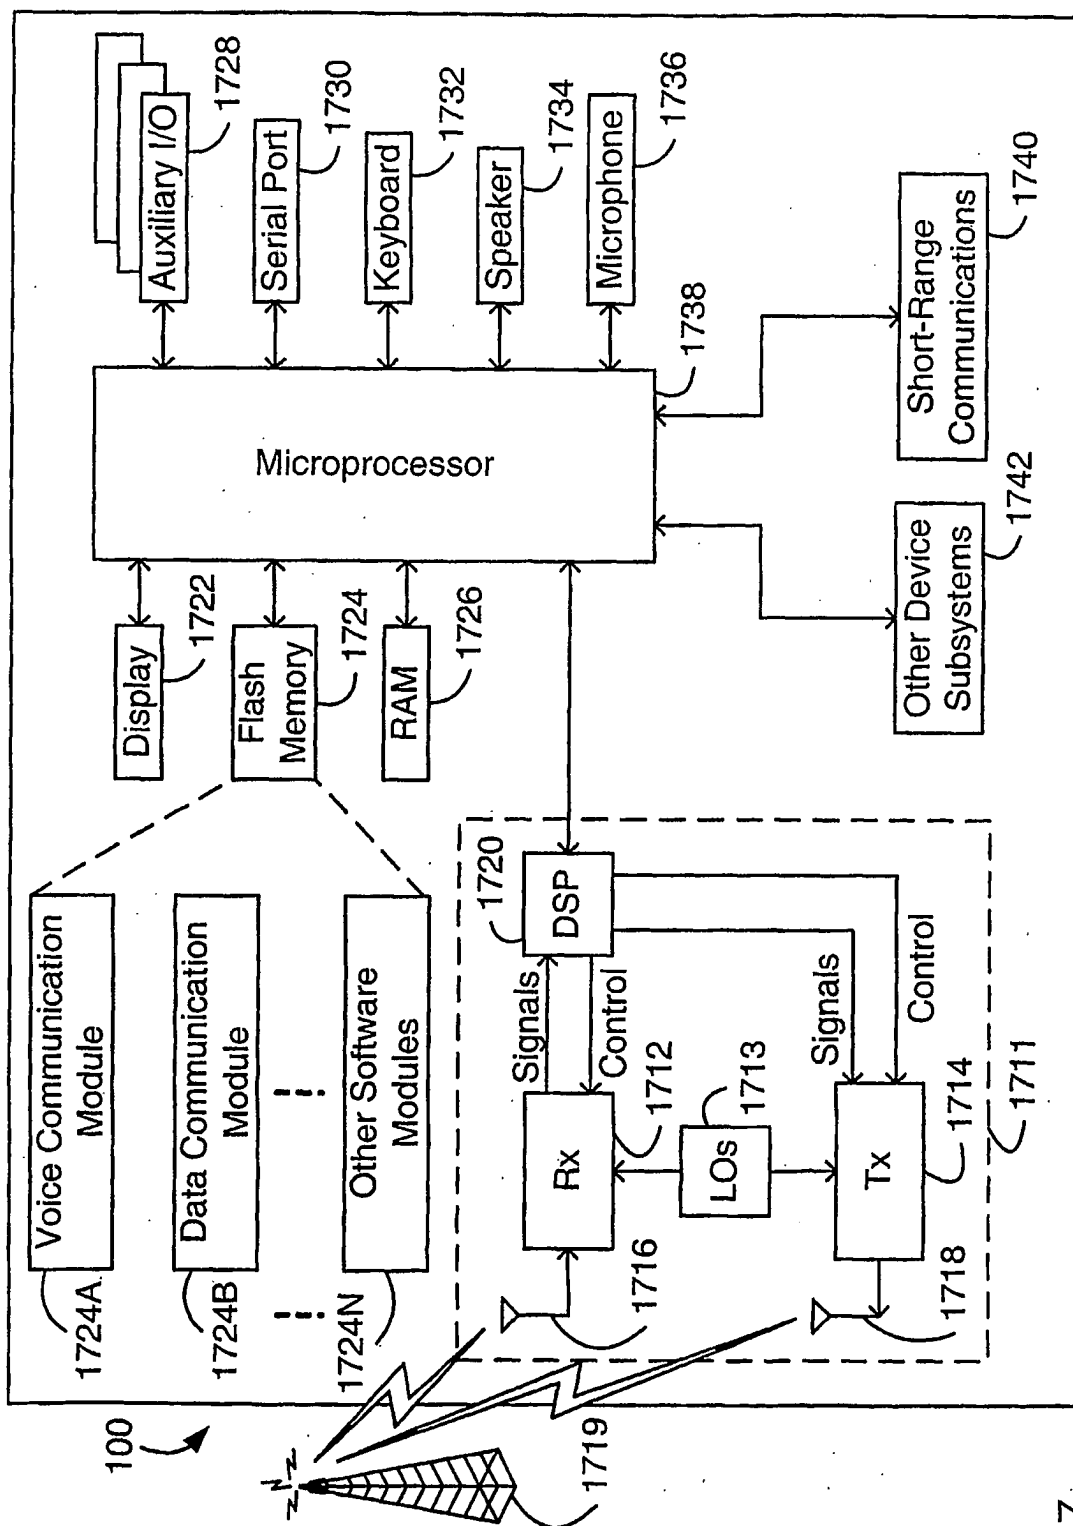 100
1719
1724A
Voice Communication
Module
1724B
Data Communication
Module
1724N
Other Software
Modules
Display
1722
Flash
Memory
1724
RAM
1726
Microprocessor
1738
Auxiliary I/O
1728
Serial Port
1730
Keyboard
1732
Speaker
1734
Microphone
1736
Short-Range
Communications
1740
Other Device
Subsystems
1742
1716
Rx
1712
Signals
Control
DSP
1720
LOs
1713
1718
Tx
1714
Signals
Control
1711
7